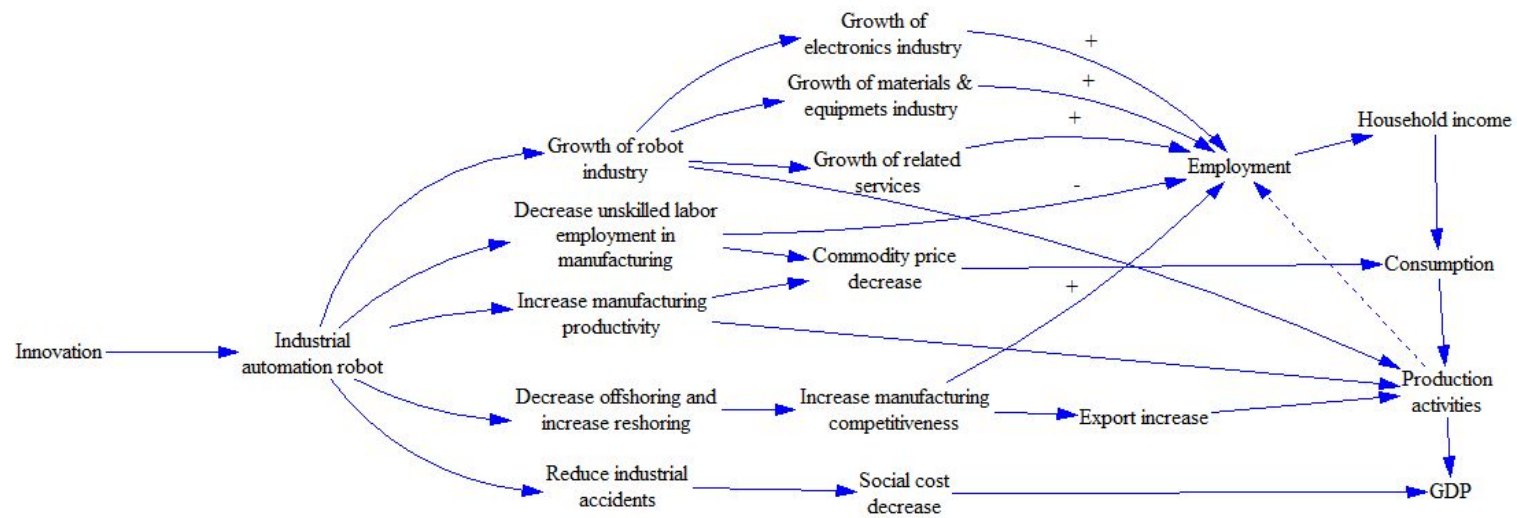 Growth of
electronics industry
+
Growth of materials &
equipmets industry
+
Household income
+
Growth of robot
industry
Growth of related
services
Employment
-
Decrease unskilled labor
employment in
manufacturing
Commodity price
decrease
Consumption
+
Increase manufacturing
productivity
Innovation
Industrial
automation robot
Production
activities
Decrease offshoring and
increase reshoring
Increase manufacturing
competitiveness
Export increase
Reduce industrial
accidents
Social cost
decrease
GDP